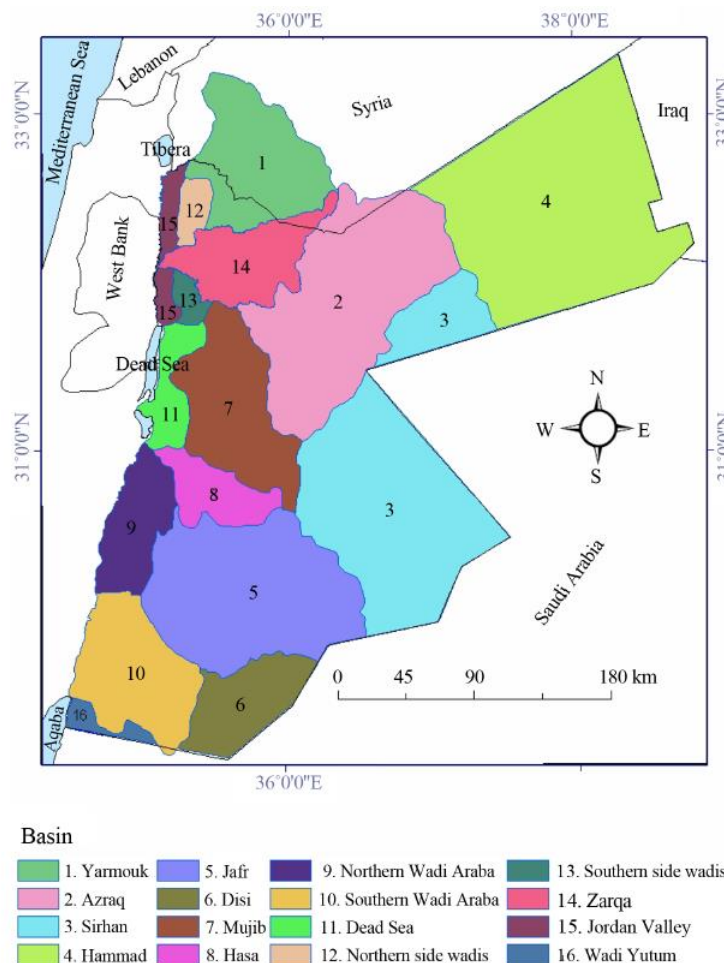 36°0'0"E 38°0'0"E
Mediterranean Sea
Lebanon
Syria
Iraq
33°0'0"N 33°0'0"N
Tibera
1
4
12
15
West Bank
14
2
13
15
3
Dead Sea
7
11
N
W E
S
31°0'0"N 31°0'0"N
8
3
9
5
Saudi Arabia
10
0 45 90 180 km
6
16
Aqaba
36°0'0"E
Basin
1. Yarmouk 5. Jafr 9. Northern Wadi Araba 13. Southern side wadis
2. Azraq 6. Disi 10. Southern Wadi Araba 14. Zarqa
3. Sirhan 7. Mujib 11. Dead Sea 15. Jordan Valley
4. Hammad 8. Hasa 12. Northern side wadis 16. Wadi Yutum